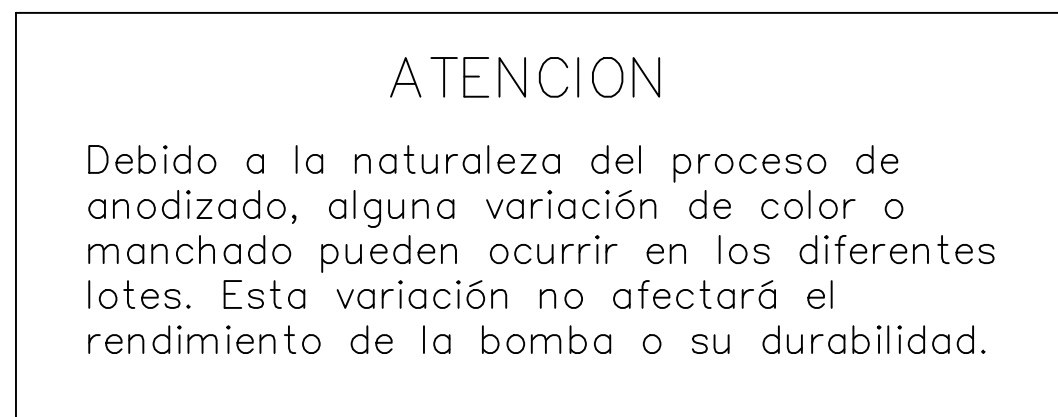 ATENCION
Debido a la naturaleza del proceso de
anodizado, alguna variación de color o
manchado pueden ocurrir en los diferentes
lotes. Esta variación no afectará el
rendimiento de la bomba o su durabilidad.